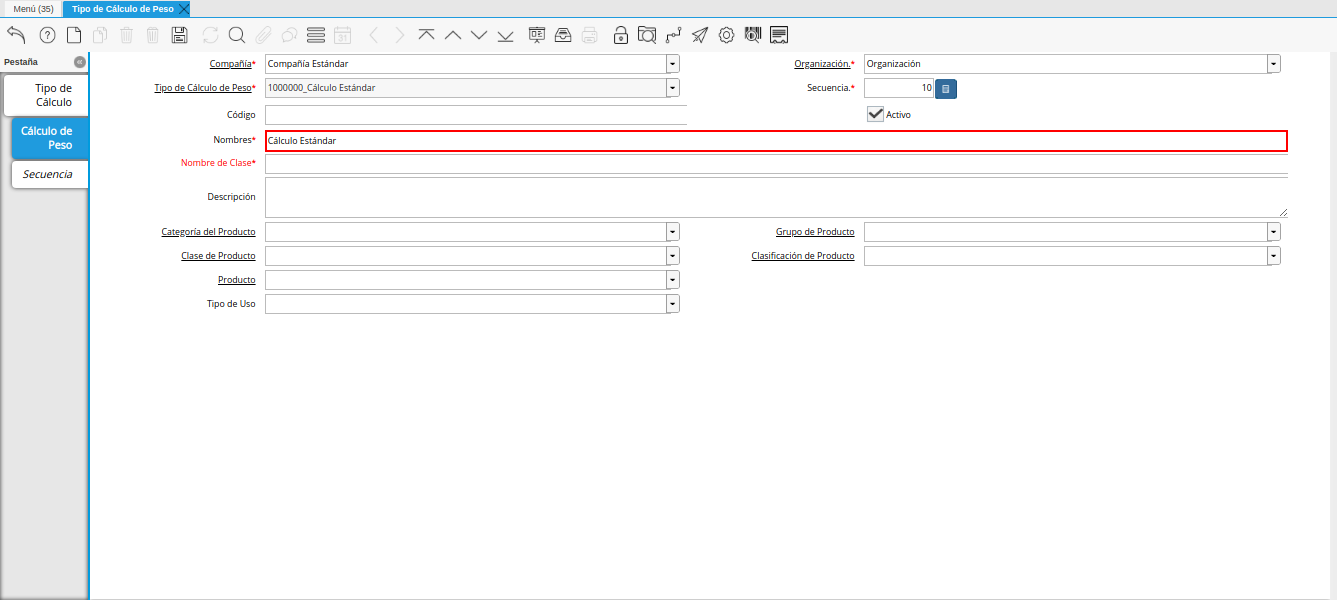 Menú (35)
Tipo de Cálculo de Peso
Pestaña
Tipo de
Cálculo
Cálculo de
Peso
Secuencia
Compañía* Compañía Estándar
Organización.* Organización
Tipo de Cálculo de Peso* 1000000_Cálculo Estándar
Secuencia.* 10
Código
Activo
Nombres* Cálculo Estándar
Nombre de Clase*
Descripción
Categoría del Producto
Grupo de Producto
Clase de Producto
Clasificación de Producto
Producto
Tipo de Uso